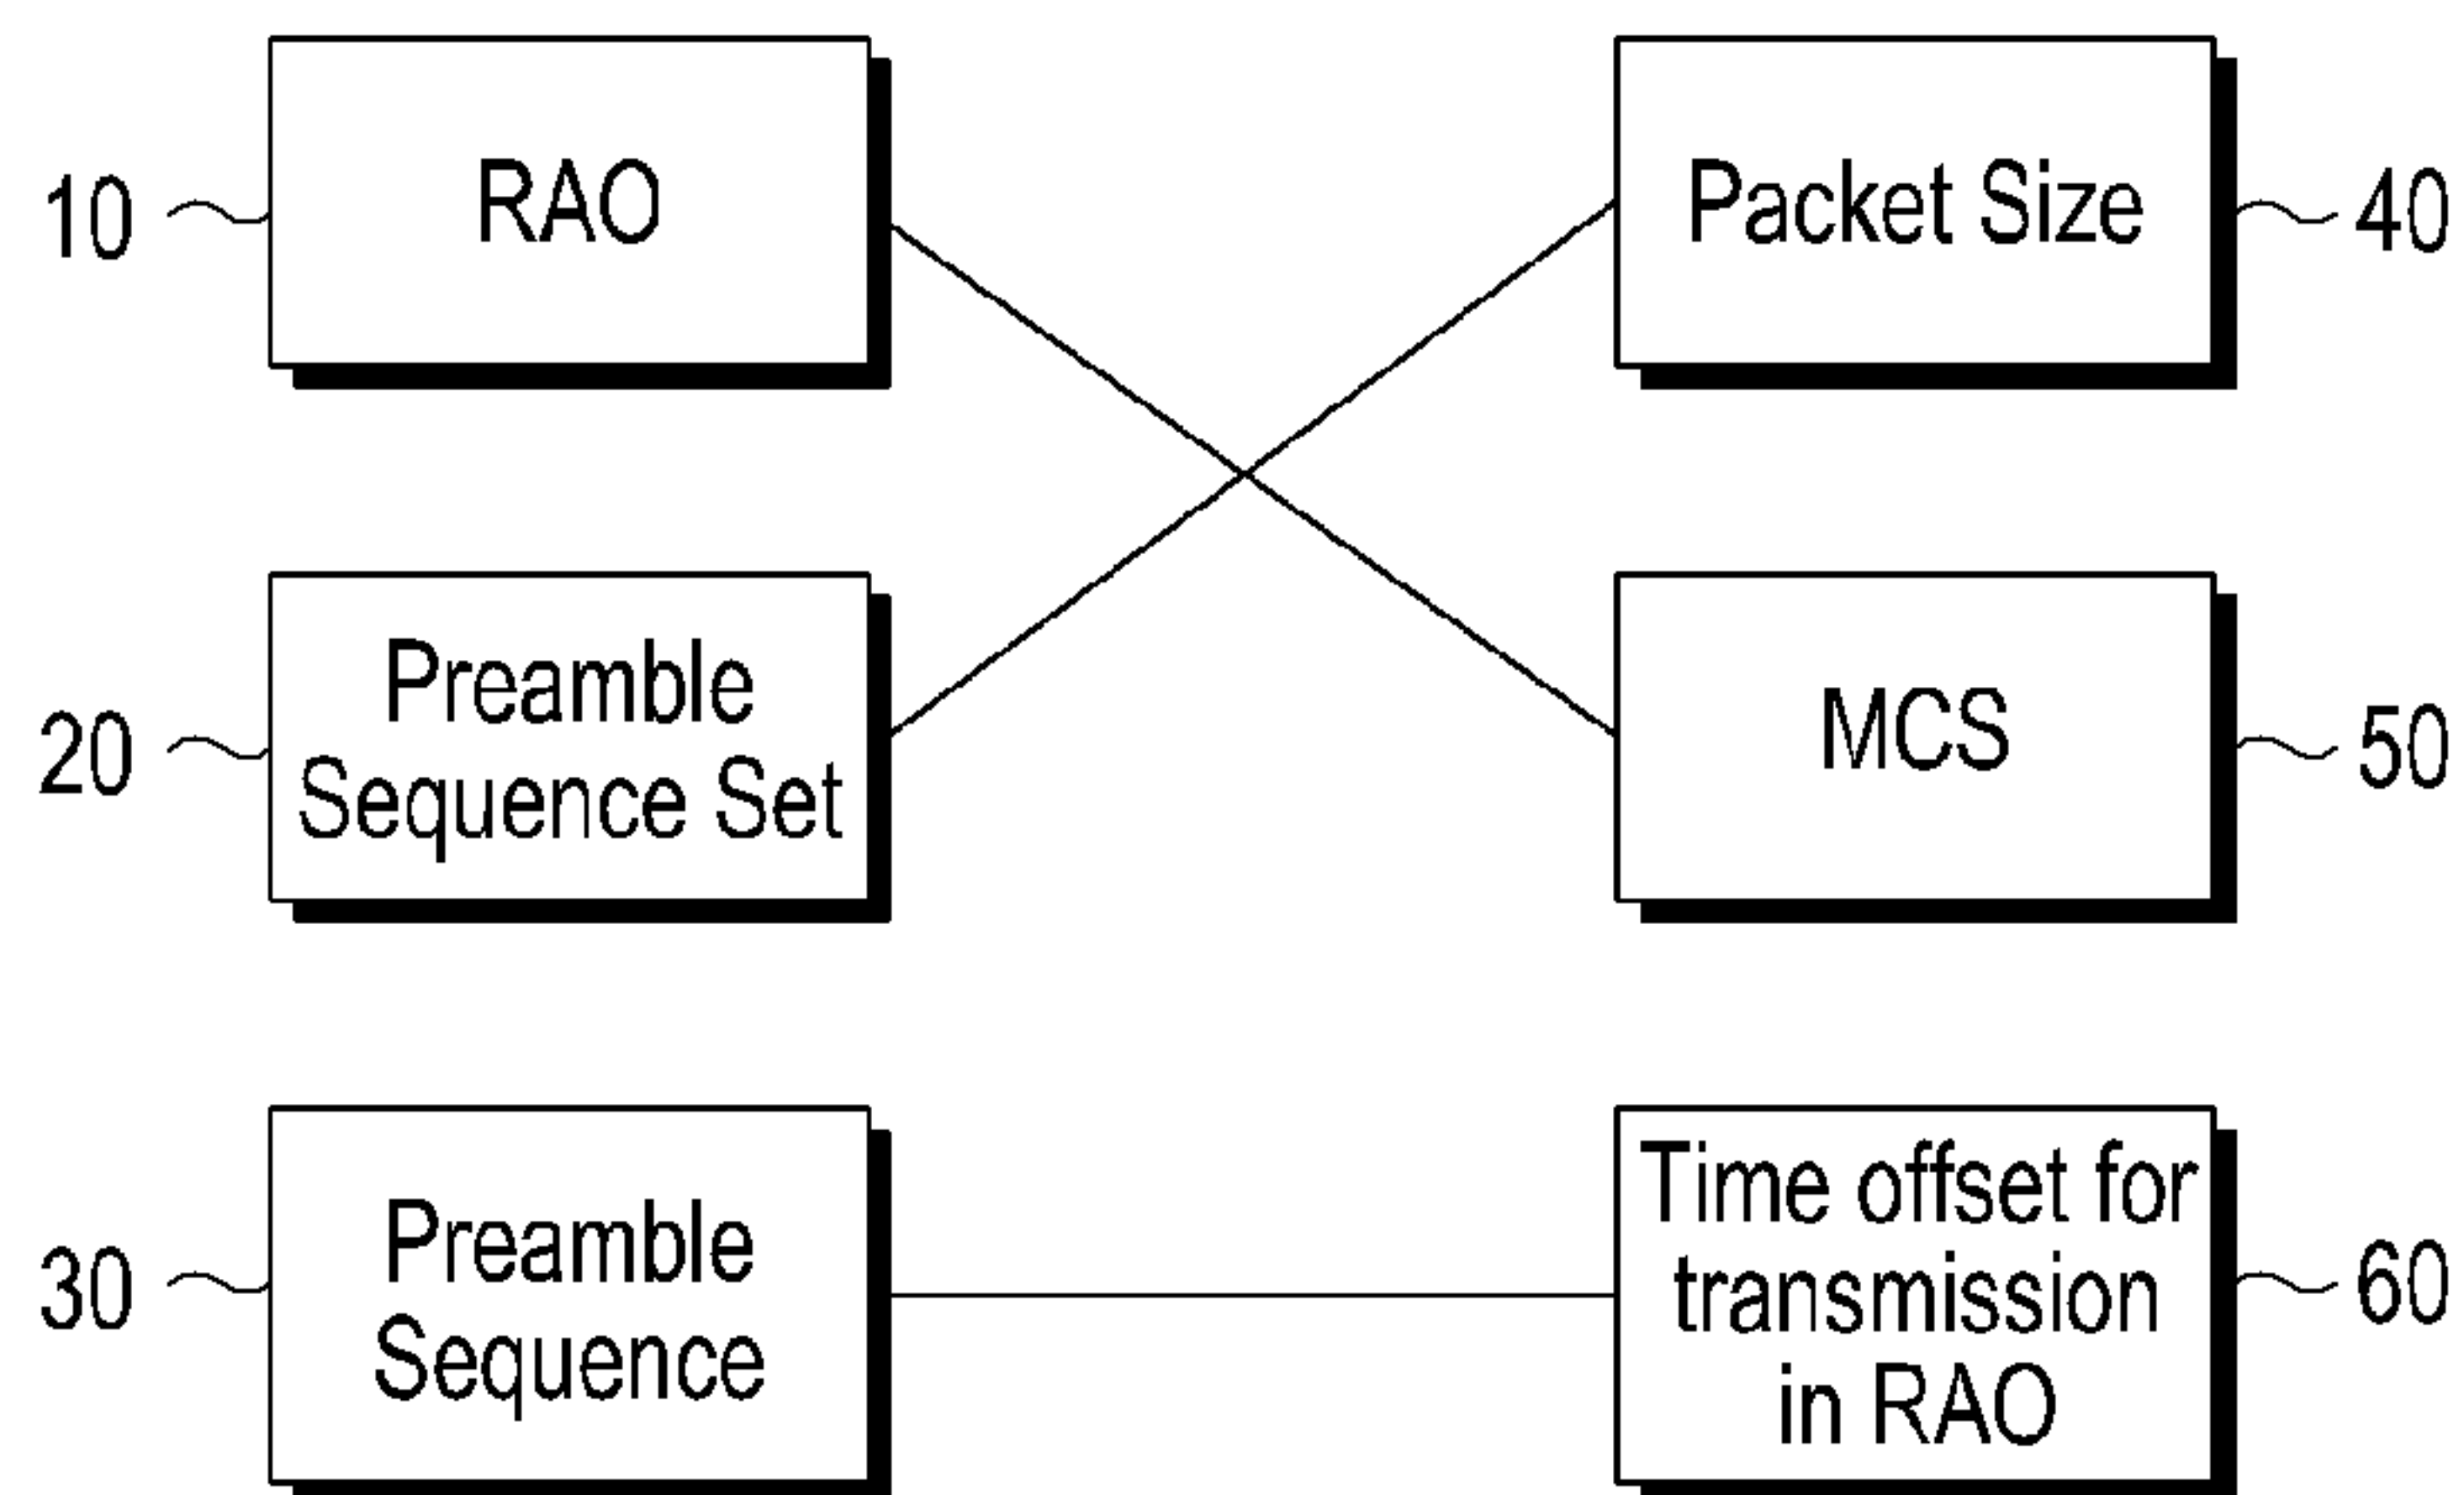 10
RAO
Packet Size
40
20
Preamble
Sequence Set
MCS
50
30
Preamble
Sequence
Time offset for
transmission
in RAO
60